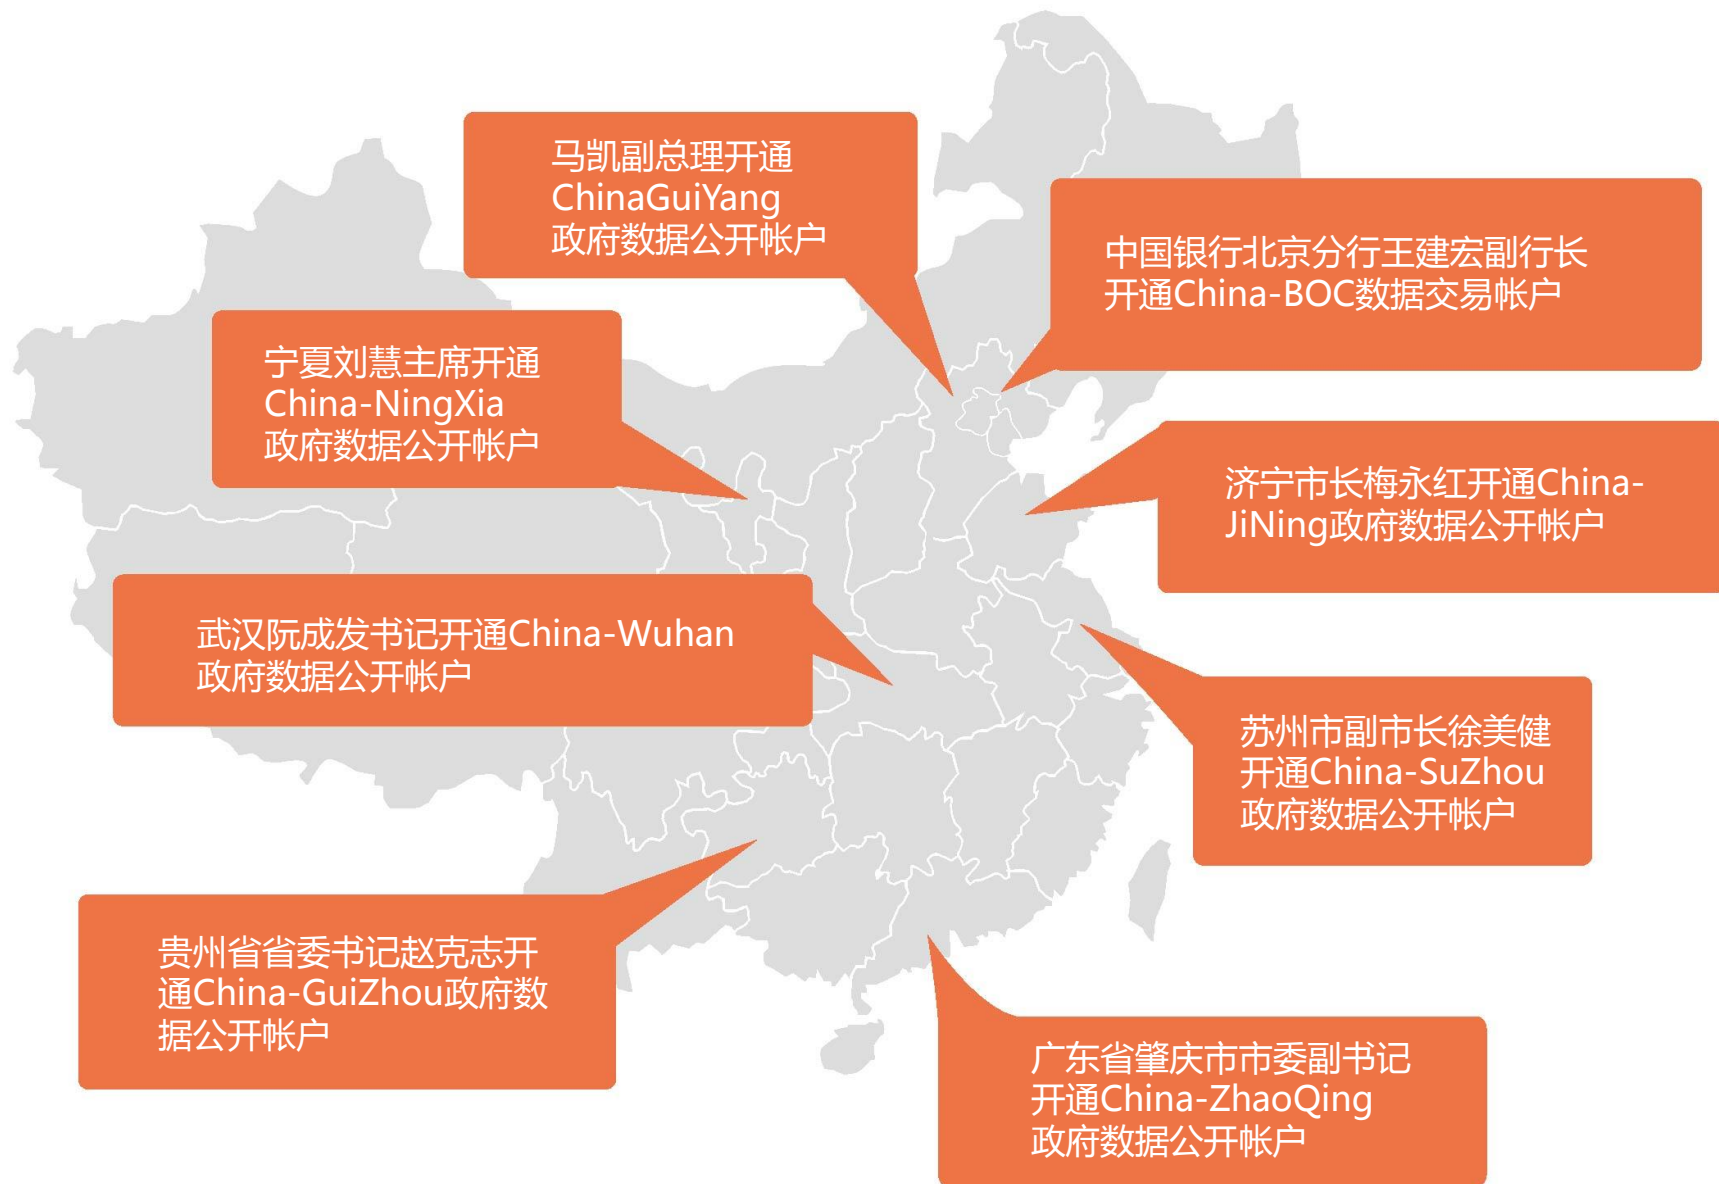 马凯副总理开通
ChinaGuiYang
政府数据公开帐户
中国银行北京分行王建宏副行长
开通China-BOC数据交易帐户
宁夏刘慧主席开通
China-NingXia
政府数据公开帐户
济宁市长梅永红开通China-
JiNing政府数据公开帐户
武汉阮成发书记开通China-Wuhan
政府数据公开帐户
苏州市副市长徐美健
开通China-SuZhou
政府数据公开帐户
贵州省省委书记赵克志开
通China-GuiZhou政府数
据公开帐户
广东省肇庆市市委副书记
开通China-ZhaoQing
政府数据公开帐户